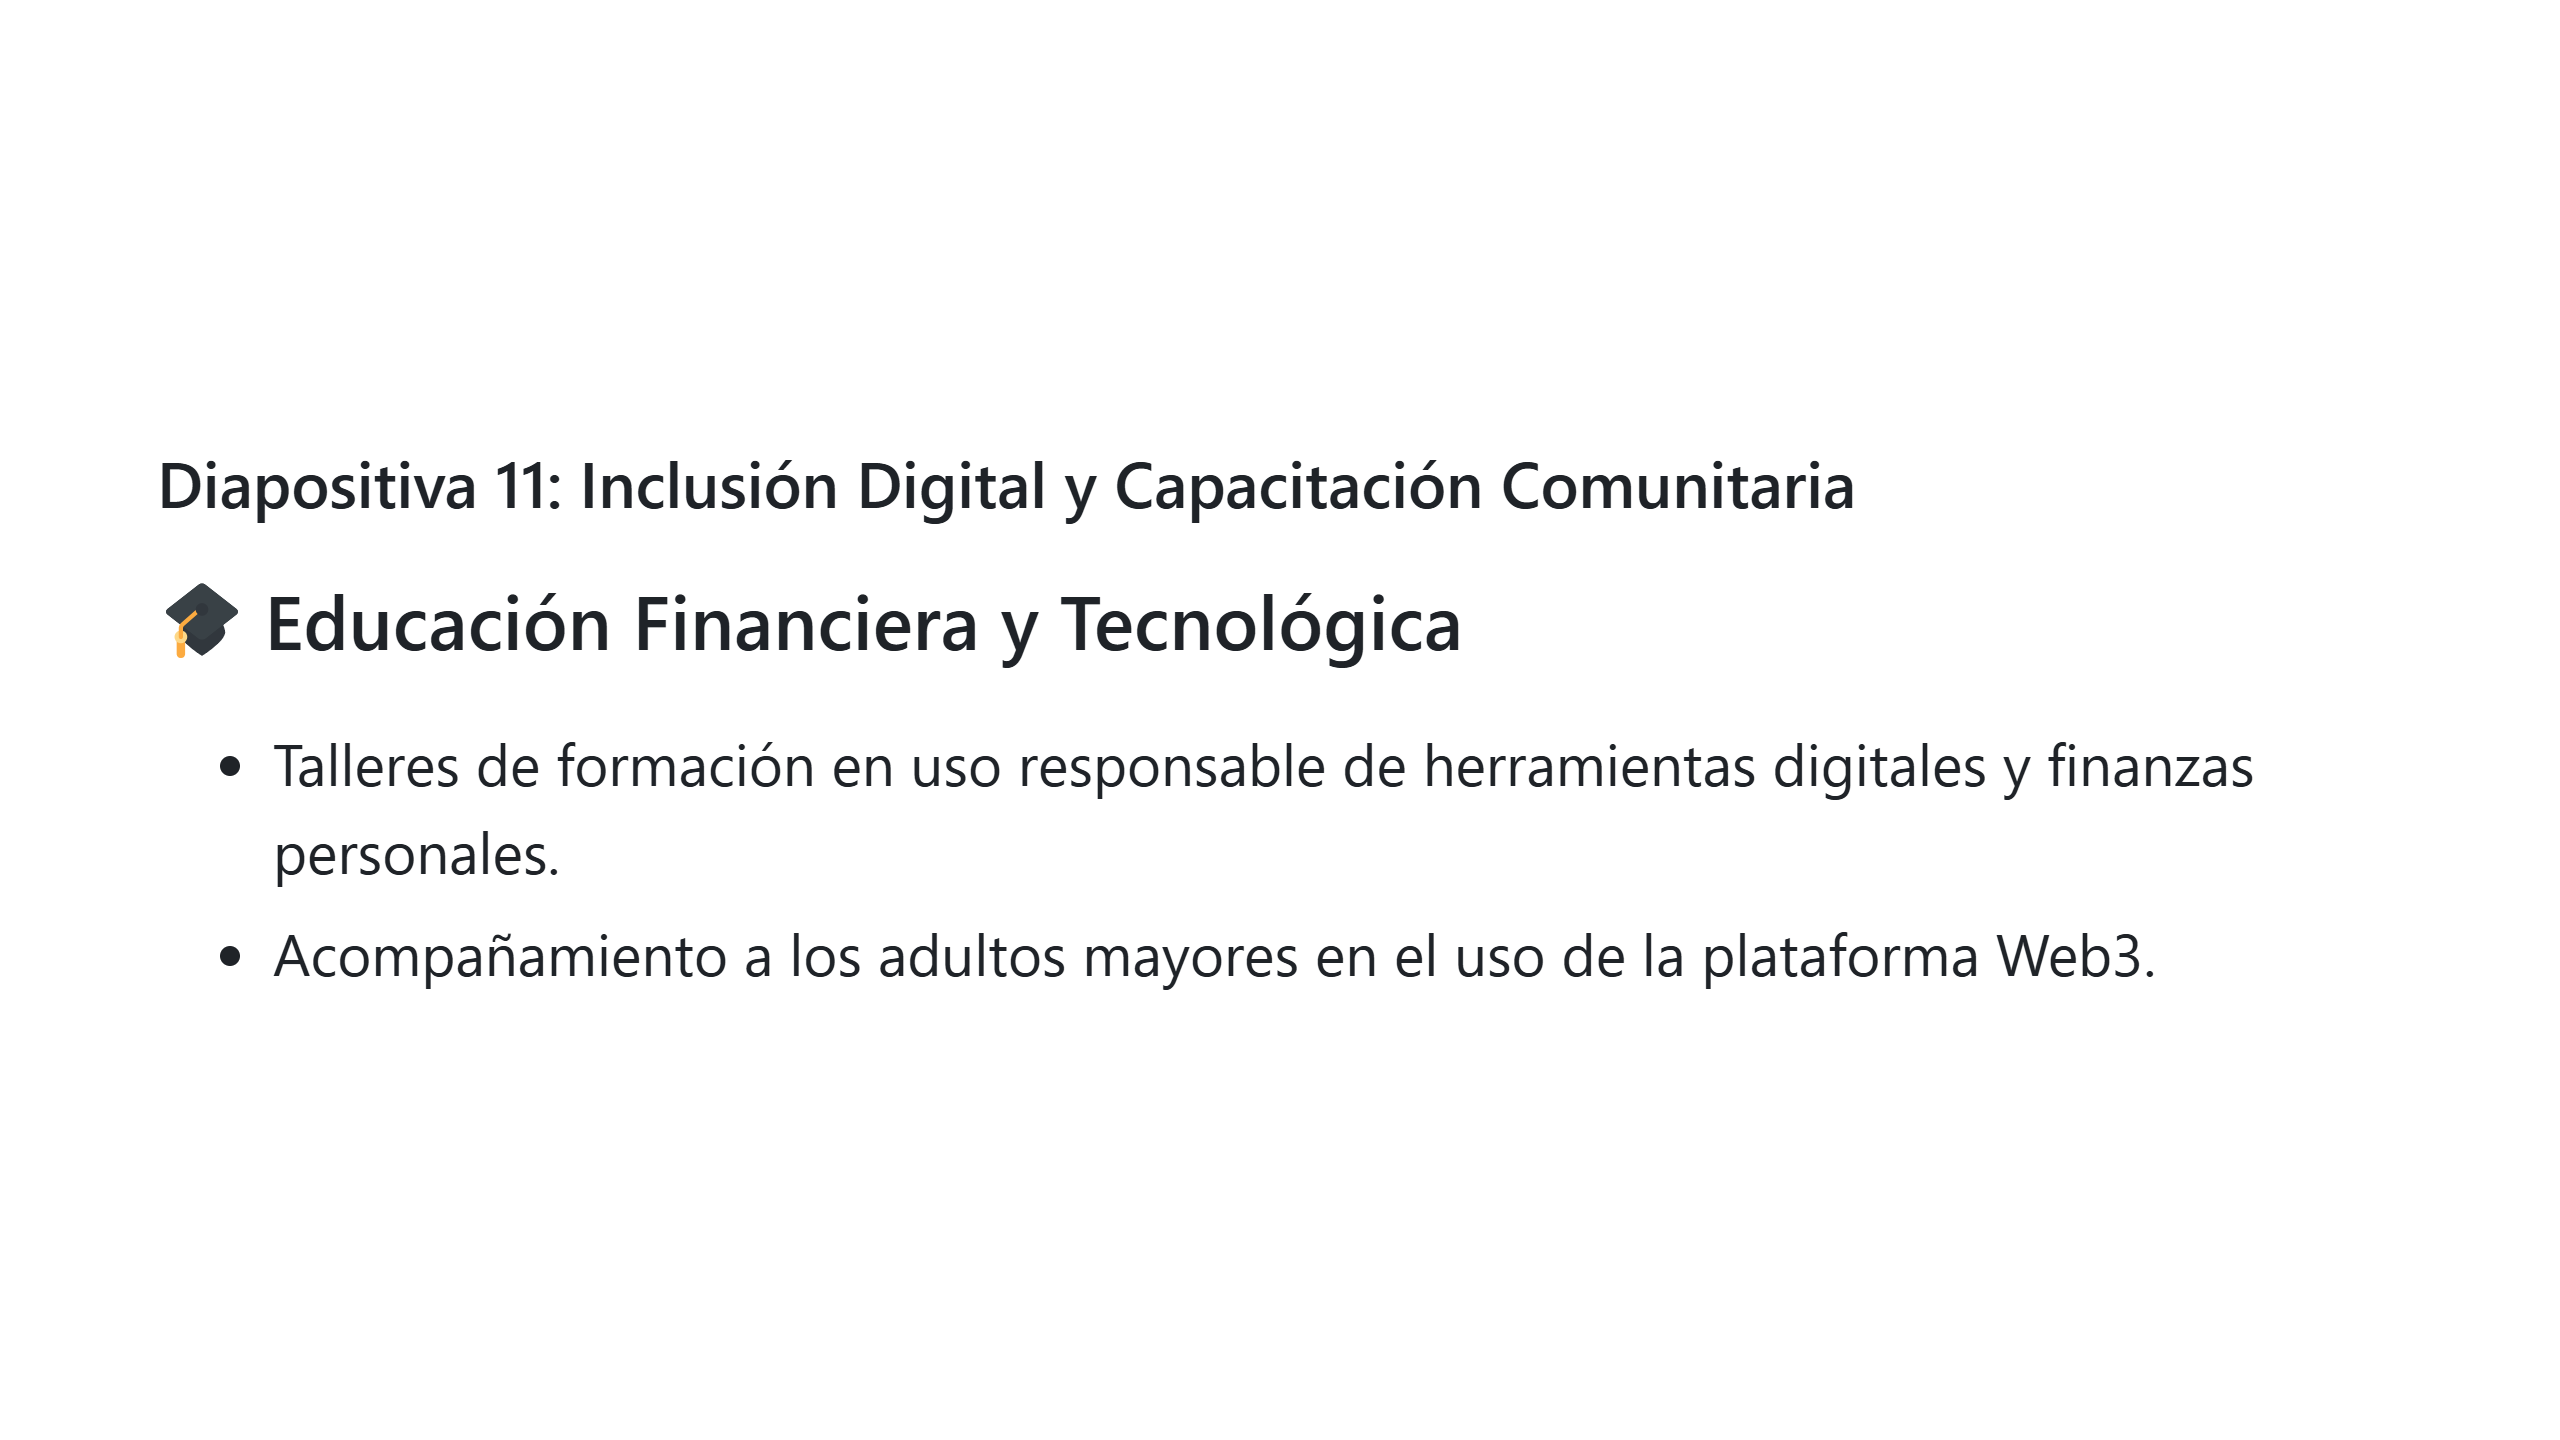 Diapositiva 11: Inclusión Digital y Capacitación Comunitaria
🎓 Educación Financiera y Tecnológica
• Talleres de formación en uso responsable de herramientas digitales y finanzas
personales.
• Acompañamiento a los adultos mayores en el uso de la plataforma Web3.